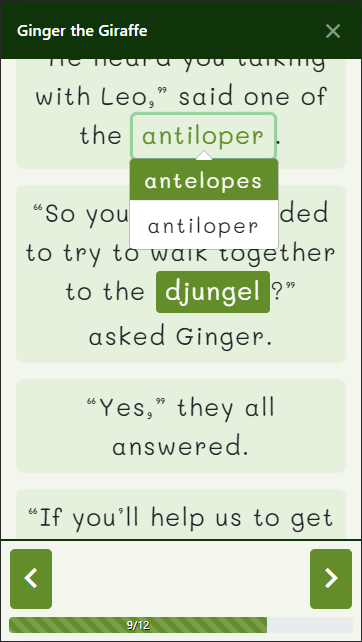 Ginger the Giraffe
“He heard you talking
with Leo,” said one of
the antiloper.
antelopes
antiloper
“So you ded
to try to walk together
to the djungel?”
asked Ginger.
“Yes,” they all
answered.
“If you’ll help us to get
9/12